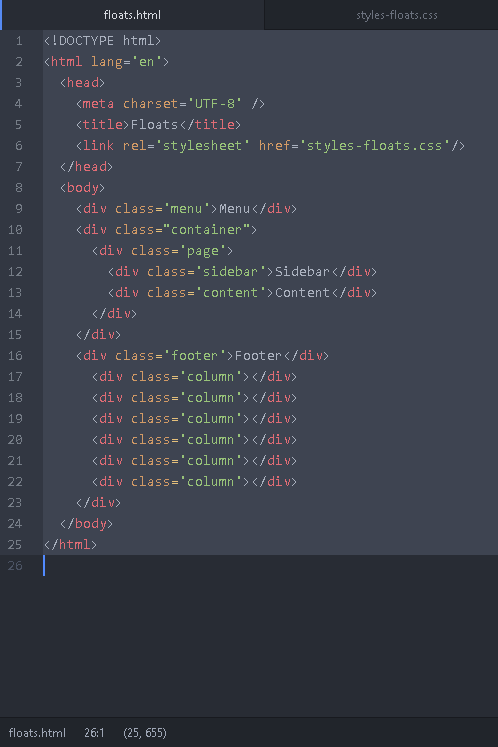 floats.html styles-floats.css
1 <!DOCTYPE html>
2 <html lang='en'>
3 <head>
4 <meta charset='UTF-8' />
5 <title>Floats</title>
6 <link rel='stylesheet' href='styles-floats.css'/>
7 </head>
8 <body>
9 <div class='menu'>Menu</div>
10 <div class="container">
11 <div class='page'>
12 <div class='sidebar'>Sidebar</div>
13 <div class='content'>Content</div>
14 </div>
15 </div>
16 <div class='footer'>Footer</div>
17 <div class='column'></div>
18 <div class='column'></div>
19 <div class='column'></div>
20 <div class='column'></div>
21 <div class='column'></div>
22 <div class='column'></div>
23 </div>
24 </body>
25 </html>
26
floats.html 26:1 (25, 655)